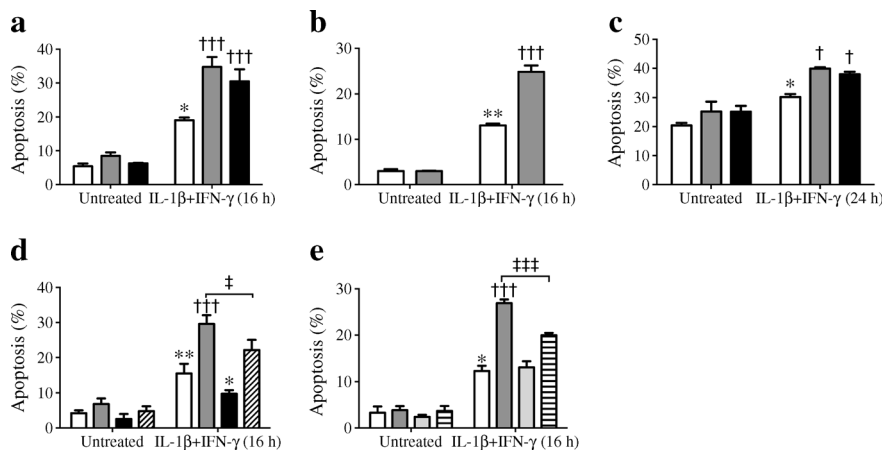 a
Apoptosis (%)
40
30
20
10
0
*
†††
†††
Untreated IL-1β+IFN-γ (16 h)
b
Apoptosis (%)
30
20
10
0
**
†††
Untreated IL-1β+IFN-γ (16 h)
c
Apoptosis (%)
50
40
30
20
10
0
*
†
†
Untreated IL-1β+IFN-γ (24 h)
d
Apoptosis (%)
40
30
20
10
0
**
†††
*
‡
Untreated IL-1β+IFN-γ (16 h)
e
Apoptosis (%)
30
20
10
0
*
†††
‡‡‡
Untreated IL-1β+IFN-γ (16 h)